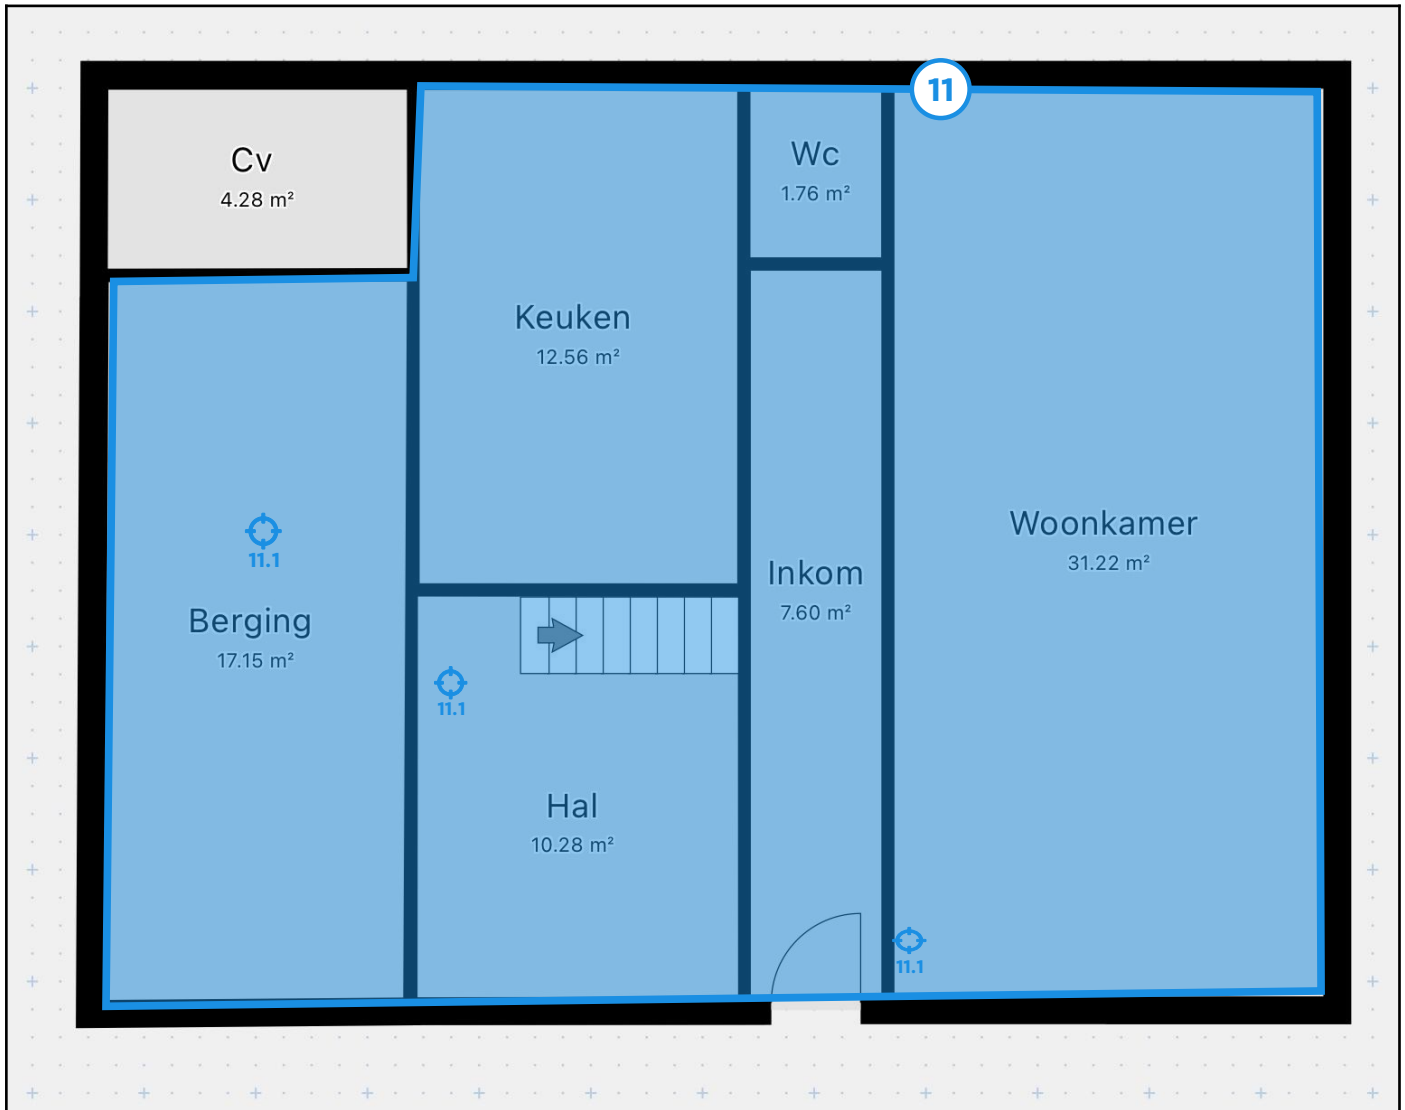 11
Cv
4.28 m²
Wc
1.76 m²
Keuken
12.56 m²
Woonkamer
31.22 m²
11.1
Inkom
7.60 m²
Berging
17.15 m²
11.1
Hal
10.28 m²
11.1